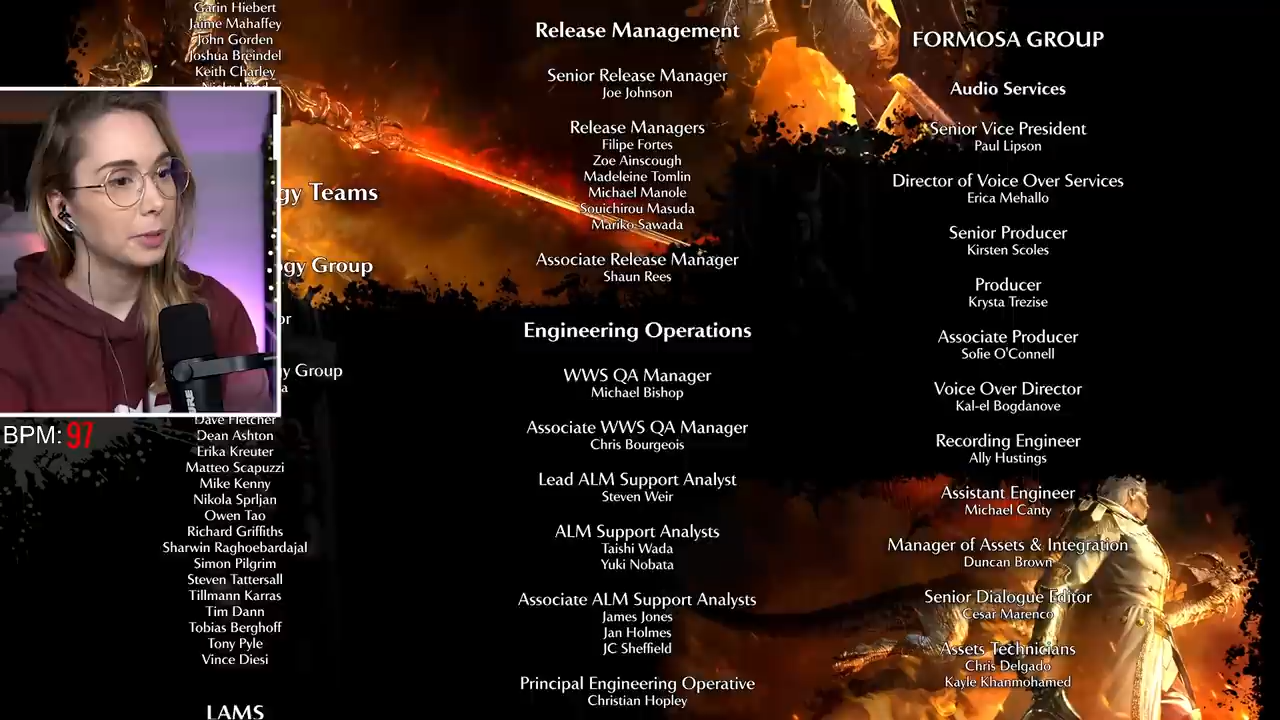 Garin Hiebert
Jaime Mahaffey
John Gorden
Joshua Breindel
Keith Charley
gy Teams
ogy Group
or
y Group
a
Dave Fletcher
Dean Ashton
Erika Kreuter
Matteo Scapuzzi
Mike Kenny
Nikola Sprljan
Owen Tao
Richard Griffiths
Sharwin Raghoebardajal
Simon Pilgrim
Steven Tattersall
Tillmann Karras
Tim Dann
Tobias Berghoff
Tony Pyle
Vince Diesi
LAMS
BPM: 97
Release Management
Senior Release Manager
Joe Johnson
Release Managers
Filipe Fortes
Zoe Ainscough
Madeleine Tomlin
Michael Manole
Souichirou Masuda
Mariko Sawada
Associate Release Manager
Shaun Rees
Engineering Operations
WWS QA Manager
Michael Bishop
Associate WWS QA Manager
Chris Bourgeois
Lead ALM Support Analyst
Steven Weir
ALM Support Analysts
Taishi Wada
Yuki Nobata
Associate ALM Support Analysts
James Jones
Jan Holmes
JC Sheffield
Principal Engineering Operative
Christian Hopley
FORMOSA GROUP
Audio Services
Senior Vice President
Paul Lipson
Director of Voice Over Services
Erica Mehallo
Senior Producer
Kirsten Scoles
Producer
Krysta Trezise
Associate Producer
Sofie O'Connell
Voice Over Director
Kal-el Bogdanove
Recording Engineer
Ally Hustings
Assistant Engineer
Michael Canty
Manager of Assets & Integration
Duncan Brown
Senior Dialogue Editor
Cesar Marenco
Assets Technicians
Chris Delgado
Kayle Khanmohamed